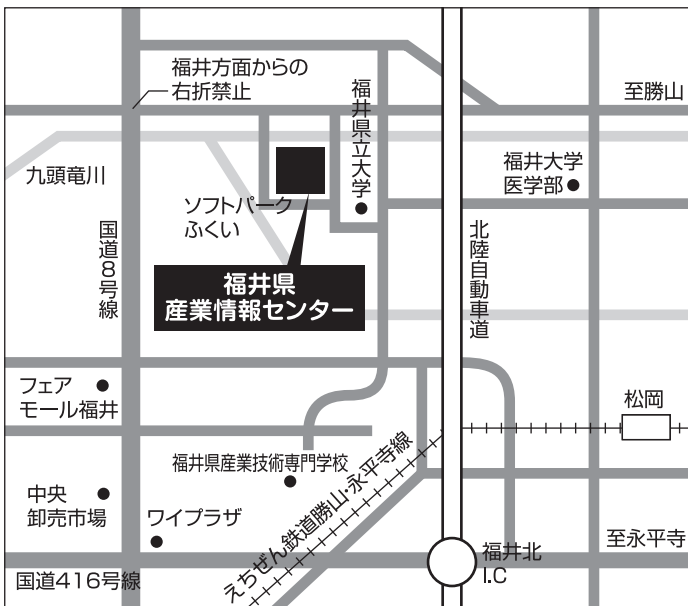 福井方面からの
右折禁止
至勝山
福井県立大学
福井大学
医学部
九頭竜川
ソフトパーク
ふくい
国道8号線
北陸自動車道
福井県
産業情報センター
フェア
モール福井
松岡
福井県産業技術専門学校
えちぜん鉄道勝山・永平寺線
中央
卸売市場
ワイプラザ
至永平寺
福井北
I.C
国道416号線